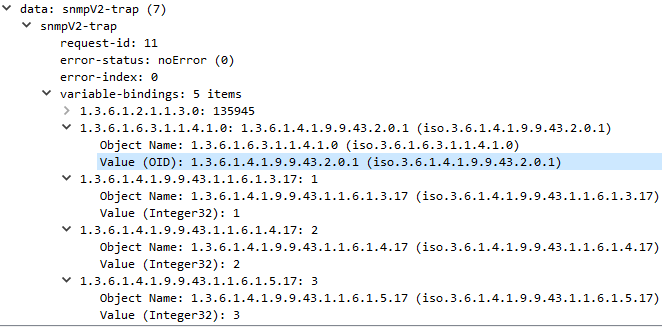 data: snmpV2-trap (7)
snmpV2-trap
request-id: 11
error-status: noError (0)
error-index: 0
variable-bindings: 5 items
1.3.6.1.2.1.1.3.0: 135945
1.3.6.1.6.3.1.1.4.1.0: 1.3.6.1.4.1.9.9.43.2.0.1 (iso.3.6.1.4.1.9.9.43.2.0.1)
Object Name: 1.3.6.1.6.3.1.1.4.1.0 (iso.3.6.1.6.3.1.1.4.1.0)
Value (OID): 1.3.6.1.4.1.9.9.43.2.0.1 (iso.3.6.1.4.1.9.9.43.2.0.1)
1.3.6.1.4.1.9.9.43.1.1.6.1.3.17: 1
Object Name: 1.3.6.1.4.1.9.9.43.1.1.6.1.3.17 (iso.3.6.1.4.1.9.9.43.1.1.6.1.3.17)
Value (Integer32): 1
1.3.6.1.4.1.9.9.43.1.1.6.1.4.17: 2
Object Name: 1.3.6.1.4.1.9.9.43.1.1.6.1.4.17 (iso.3.6.1.4.1.9.9.43.1.1.6.1.4.17)
Value (Integer32): 2
1.3.6.1.4.1.9.9.43.1.1.6.1.5.17: 3
Object Name: 1.3.6.1.4.1.9.9.43.1.1.6.1.5.17 (iso.3.6.1.4.1.9.9.43.1.1.6.1.5.17)
Value (Integer32): 3